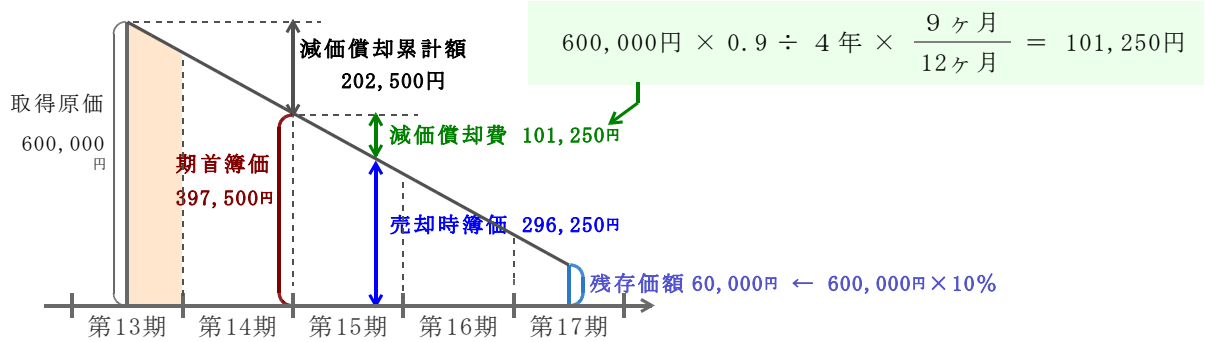 600,000円 × 0.9 ÷ 4年 × 9ヶ月/12ヶ月 = 101,250円
減価償却累計額
202,500円
取得原価
600,000
円
減価償却費 101,250円
期首簿価
397,500円
売却時簿価 296,250円
残存価額 60,000円 ← 600,000円×10%
第13期 第14期 第15期 第16期 第17期